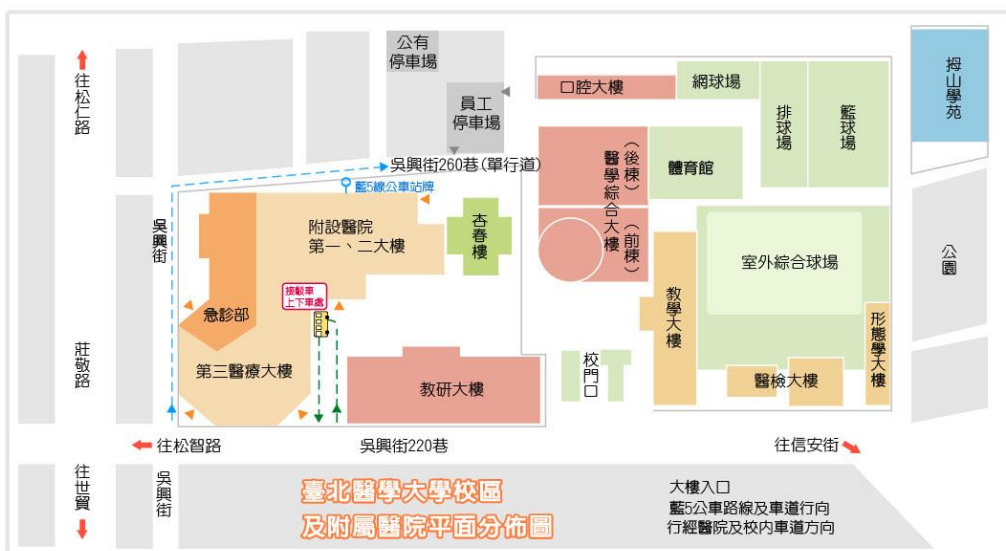 公有
停車場
員工
停車場
口腔大樓
網球場
排球場
籃球場
拇山學苑
往松仁路
吳興街260巷(單行道)
藍5線公車站牌
吳興街
附設醫院
第一、二大樓
杏春樓
醫學綜合大樓
(後棟)
(前棟)
體育館
室外綜合球場
公園
接駁車
上下車處
急診部
第三醫療大樓
教學大樓
形態學大樓
莊敬路
教研大樓
校門口
醫檢大樓
往松智路
吳興街220巷
往信安街
往世貿
吳興街
臺北醫學大學校區
及附屬醫院平面分佈圖
大樓入口
藍5公車路線及車道行向
行經醫院及校內車道方向